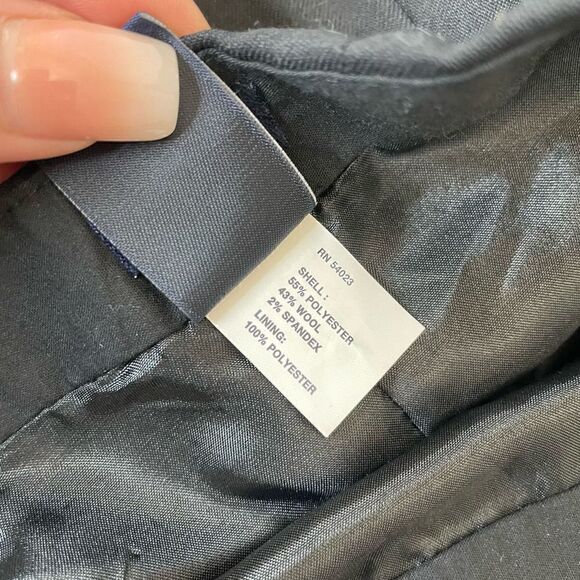 RN 54023
SHELL :
55% POLYESTER
43% WOOL
2% SPANDEX
LINING:
100% POLYESTER